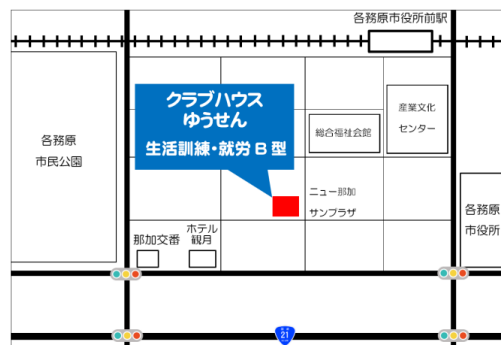 各務原市役所前駅
クラブハウス
ゆうせん
生活訓練・就労B型
各務原
市民公園
総合福祉会館
産業文化
センター
ニュー那加
サンプラザ
各務原
市役所
那加交番
ホテル
観月
21